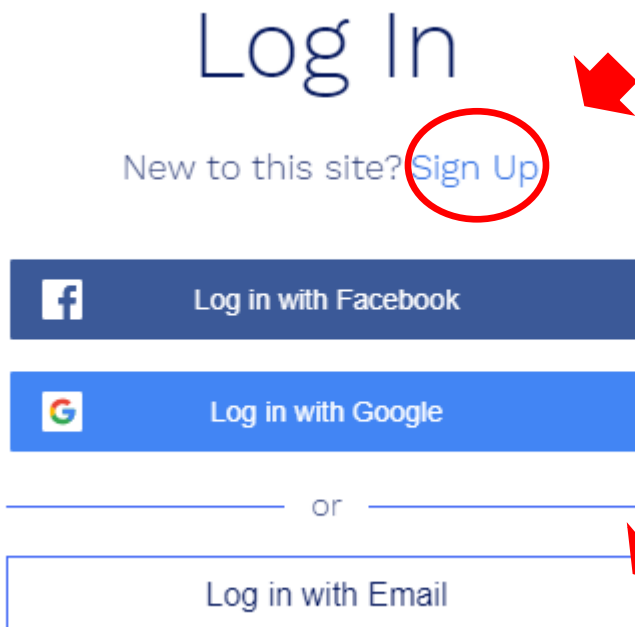 Log In
New to this site? Sign Up
Log in with Facebook
Log in with Google
or
Log in with Email